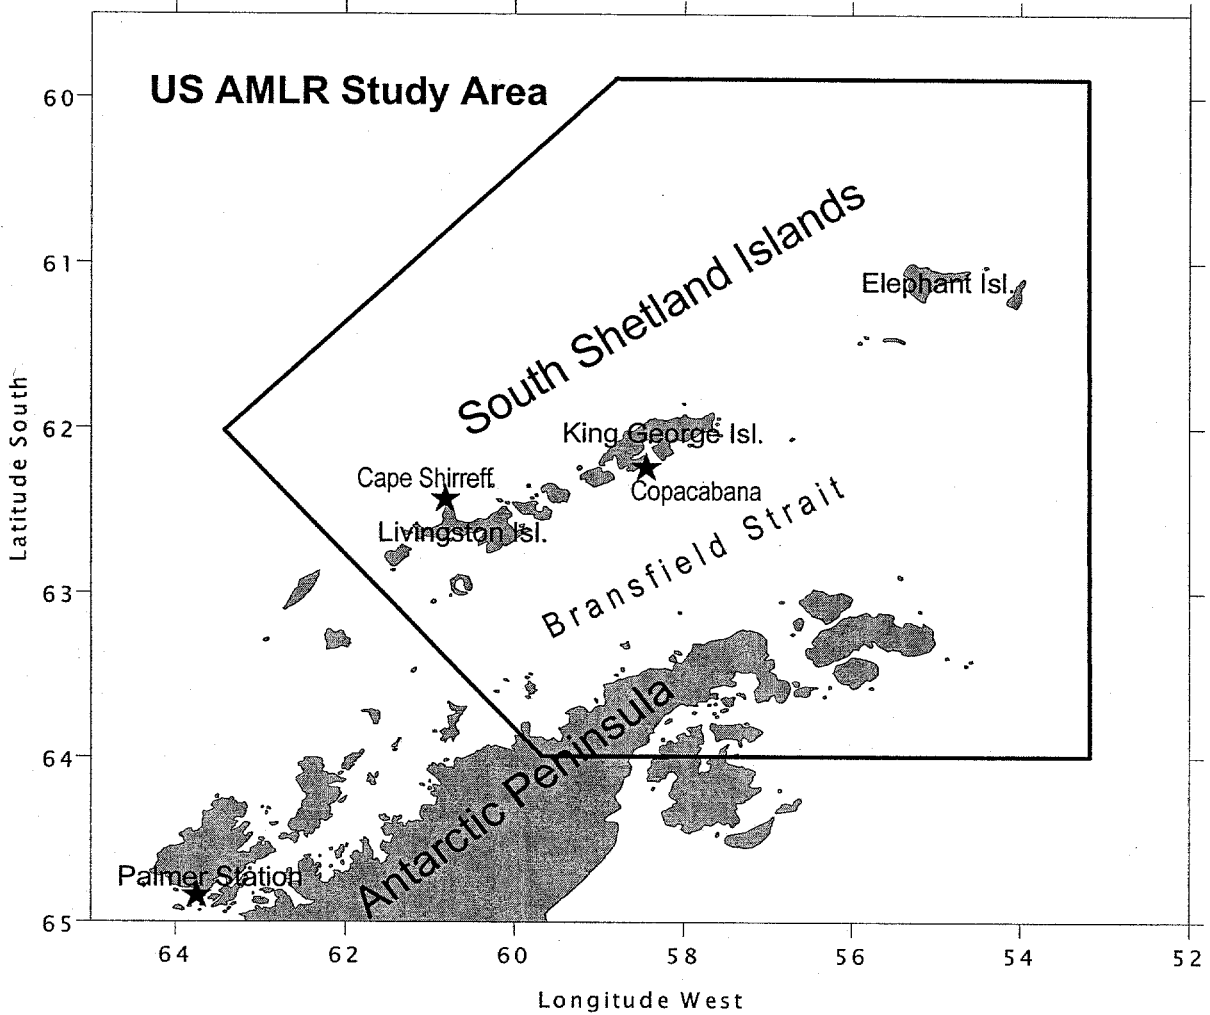 US AMLR Study Area
60
South Shetland Islands
61
Elephant Isl.
Latitude South
62
King George Isl.
Cape Shirreff
Copacabana
Livingston Isl.
Bransfield Strait
63
Antarctic Peninsula
64
Palmer Station
65
64 62 60 58 56 54 52
Longitude West